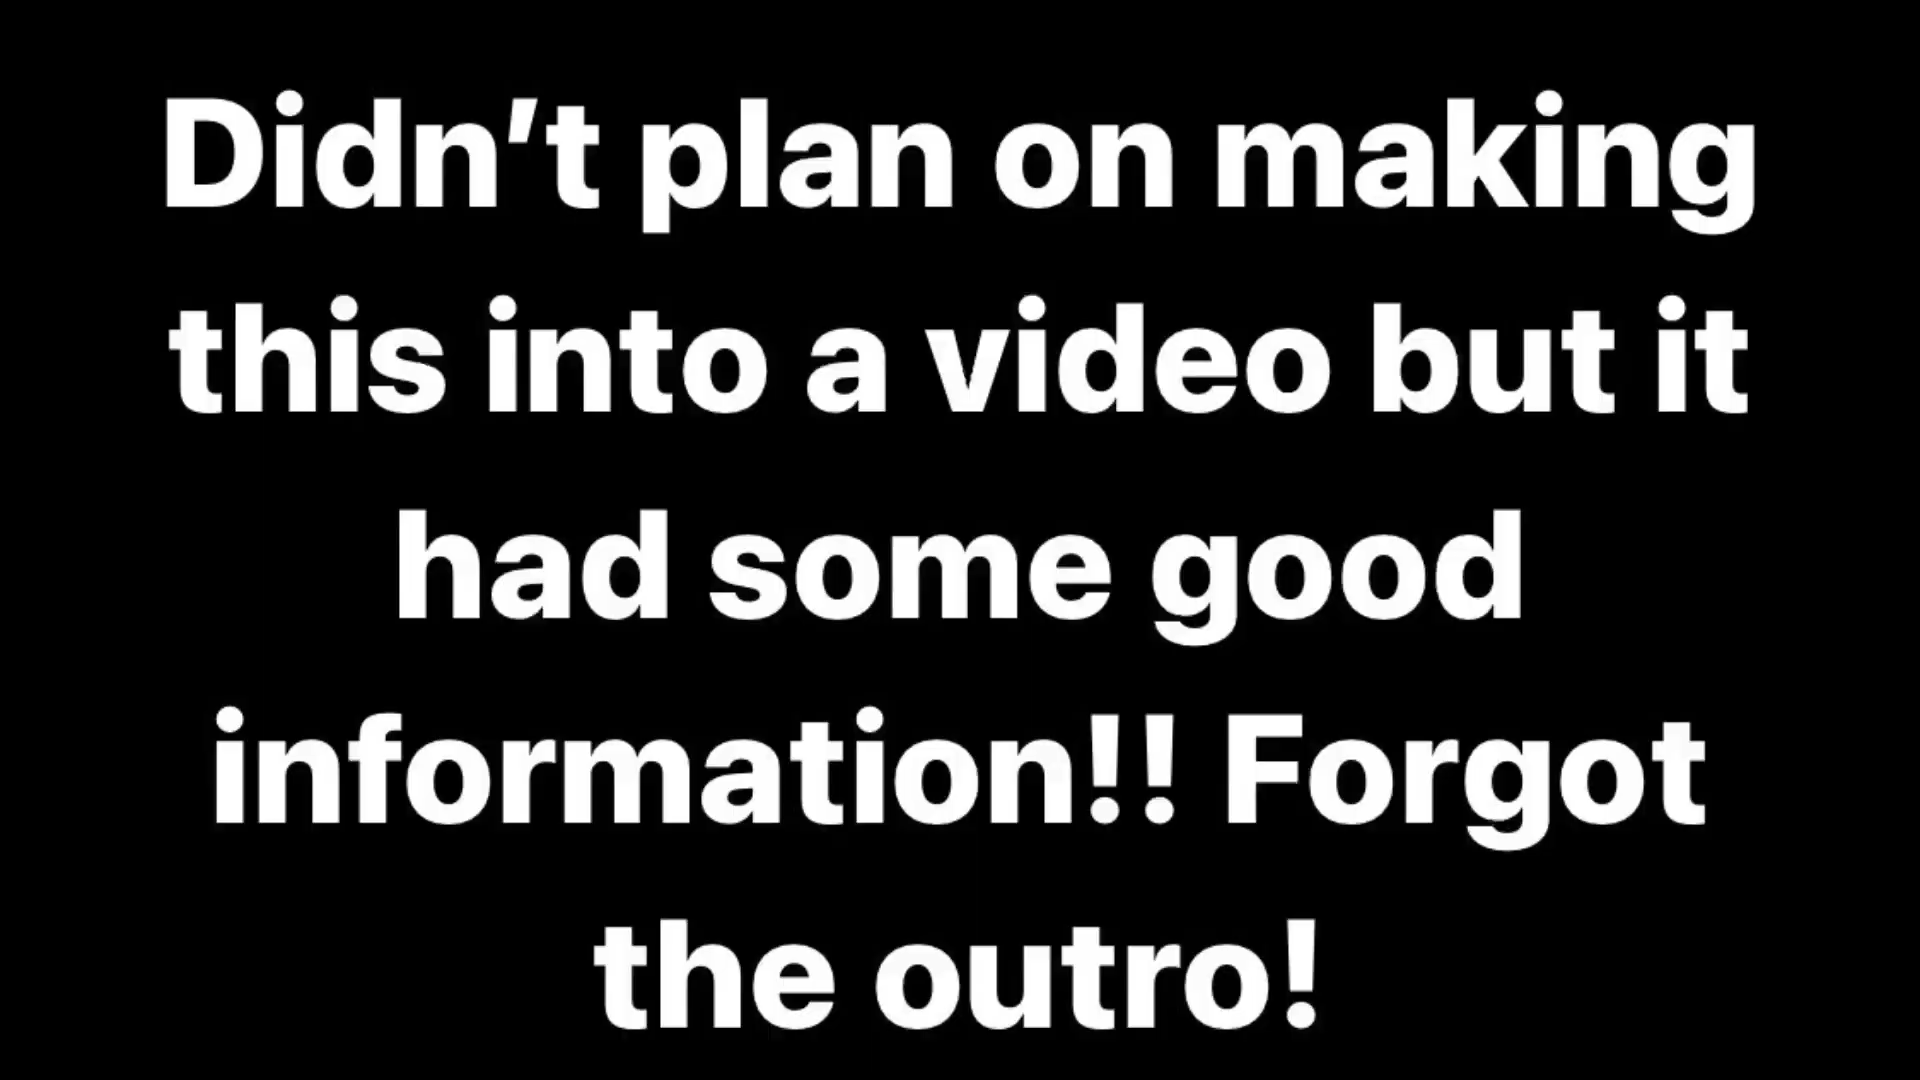 Didn’t plan on making
this into a video but it
had some good
information!! Forgot
the outro!